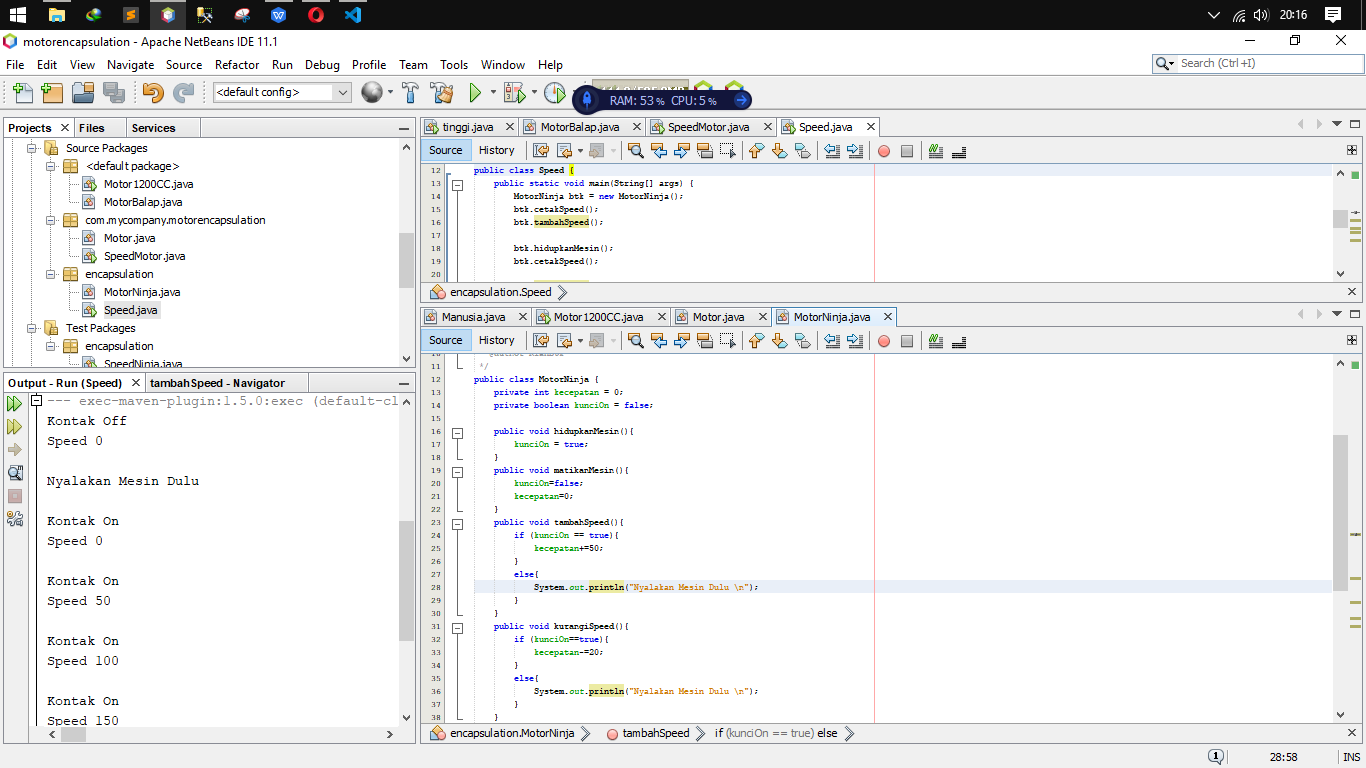 20:16
motorencapsulation - Apache NetBeans IDE 11.1
File Edit View Navigate Source Refactor Run Debug Profile Team Tools Window Help
Search (Ctrl+I)
<default config>
RAM: 53 % CPU: 5 %
Projects Files Services
Source Packages
<default package>
Motor1200CC.java
MotorBalap.java
com.mycompany.motorencapsulation
Motor.java
SpeedMotor.java
encapsulation
MotorNinja.java
Speed.java
Test Packages
encapsulation
SpeedNinja.java
Output - Run (Speed) tambahSpeed - Navigator
--- exec-maven-plugin:1.5.0:exec (default-cl
Kontak Off
Speed 0
Nyalakan Mesin Dulu
Kontak On
Speed 0
Kontak On
Speed 50
Kontak On
Speed 100
Kontak On
Speed 150
tinggi.java MotorBalap.java SpeedMotor.java Speed.java
Source History
12 public class Speed {
13 public static void main(String[] args) {
14 MotorNinja btk = new MotorNinja();
15 btk.cetakSpeed();
16 btk.tambahSpeed();
17
18 btk.hidupkanMesin();
19 btk.cetakSpeed();
20
encapsulation.Speed
Manusia.java Motor1200CC.java Motor.java MotorNinja.java
Source History
10
11 */
12 public class MotorNinja {
13 private int kecepatan = 0;
14 private boolean kunciOn = false;
15
16 public void hidupkanMesin(){
17 kunciOn = true;
18 }
19 public void matikanMesin(){
20 kunciOn=false;
21 kecepatan=0;
22 }
23 public void tambahSpeed(){
24 if (kunciOn == true){
25 kecepatan+=50;
26 }
27 else{
28 System.out.println("Nyalakan Mesin Dulu \n");
29 }
30 }
31 public void kurangiSpeed(){
32 if (kunciOn==true){
33 kecepatan-=20;
34 }
35 else{
36 System.out.println("Nyalakan Mesin Dulu \n");
37 }
38 }
encapsulation.MotorNinja tambahSpeed if (kunciOn == true) else
1 28:58 INS